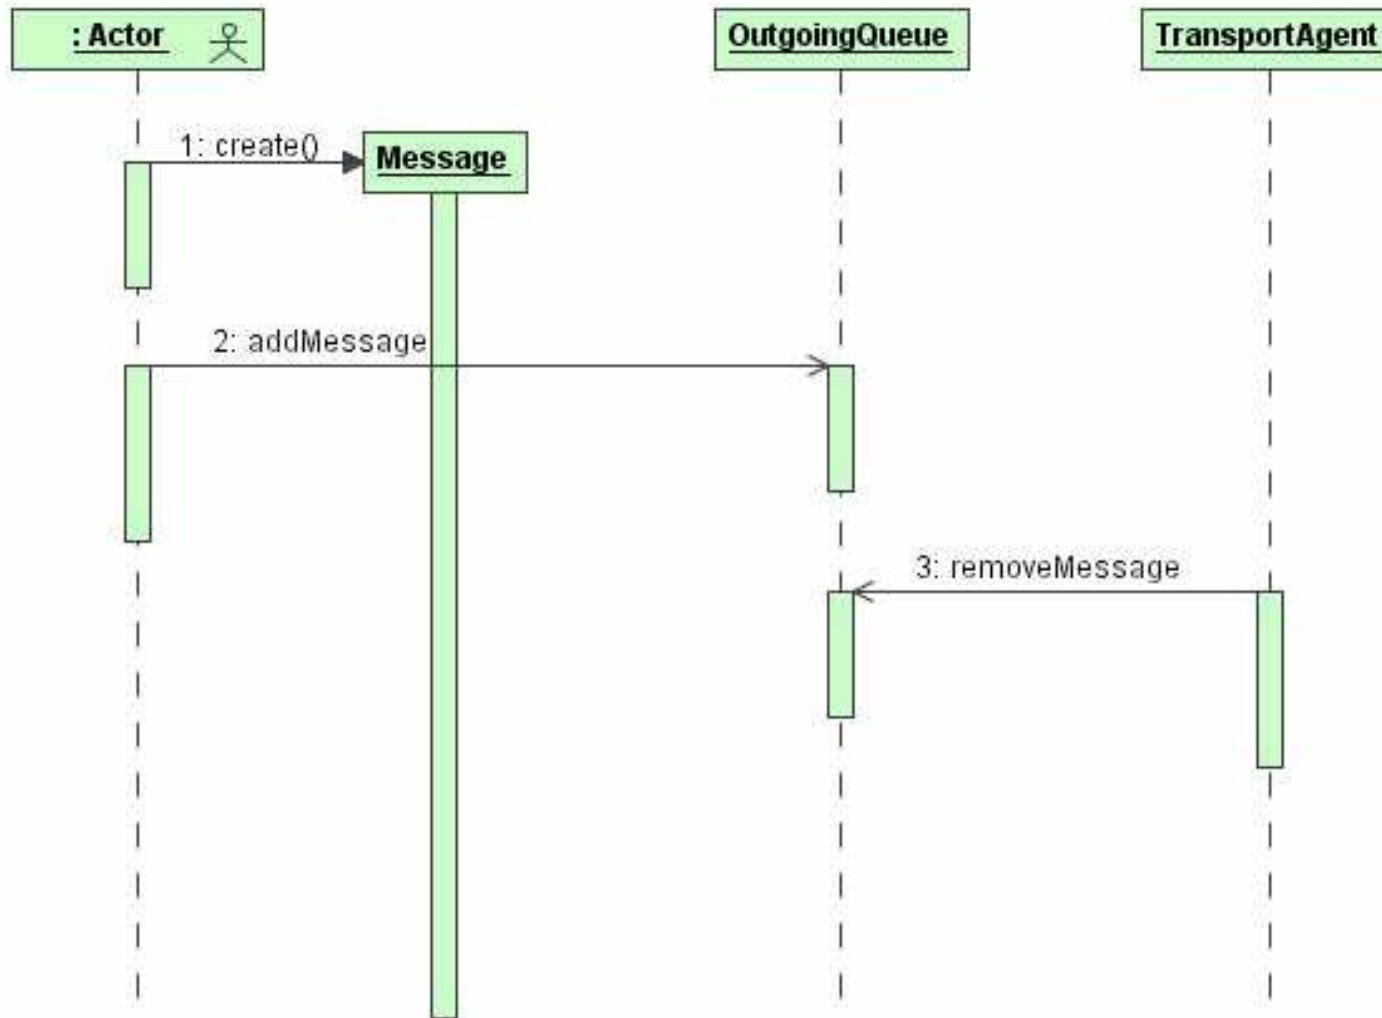 : Actor
OutgoingQueue
TransportAgent
1: create()
Message
2: addMessage
3: removeMessage